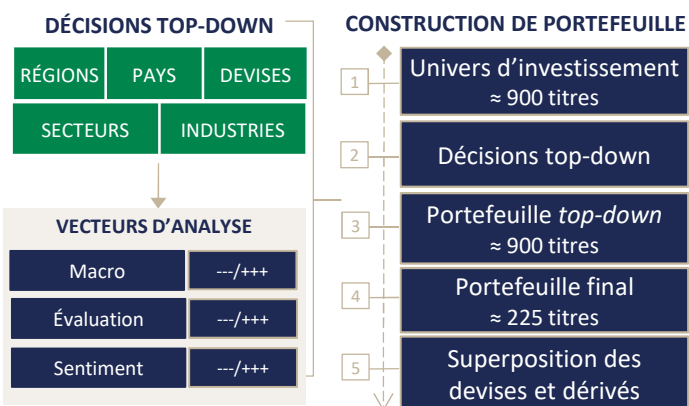 DÉCISIONS TOP-DOWN
RÉGIONS
PAYS
DEVISES
SECTEURS
INDUSTRIES
VECTEURS D'ANALYSE
Macro
---/+++
Évaluation
---/+++
Sentiment
---/+++
CONSTRUCTION DE PORTEFEUILLE
1
Univers d'investissement
≈ 900 titres
2
Décisions top-down
3
Portefeuille top-down
≈ 900 titres
4
Portefeuille final
≈ 225 titres
5
Superposition des
devises et dérivés